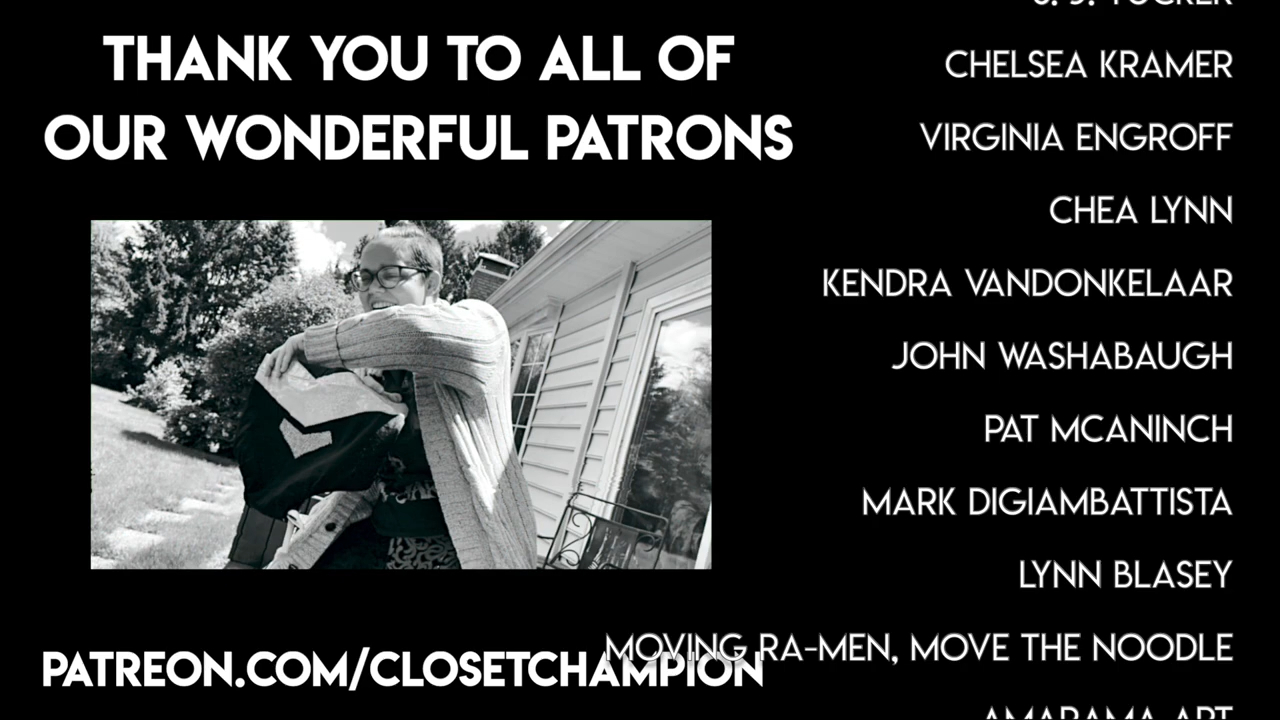 THANK YOU TO ALL OF
OUR WONDERFUL PATRONS
PATREON.COM/CLOSETCHAMPION
TUCKER
CHELSEA KRAMER
VIRGINIA ENGROFF
CHEA LYNN
KENDRA VANDONKELAAR
JOHN WASHABAUGH
PAT MCANINCH
MARK DIGIAMBATTISTA
LYNN BLASEY
MOVING RA-MEN, MOVE THE NOODLE